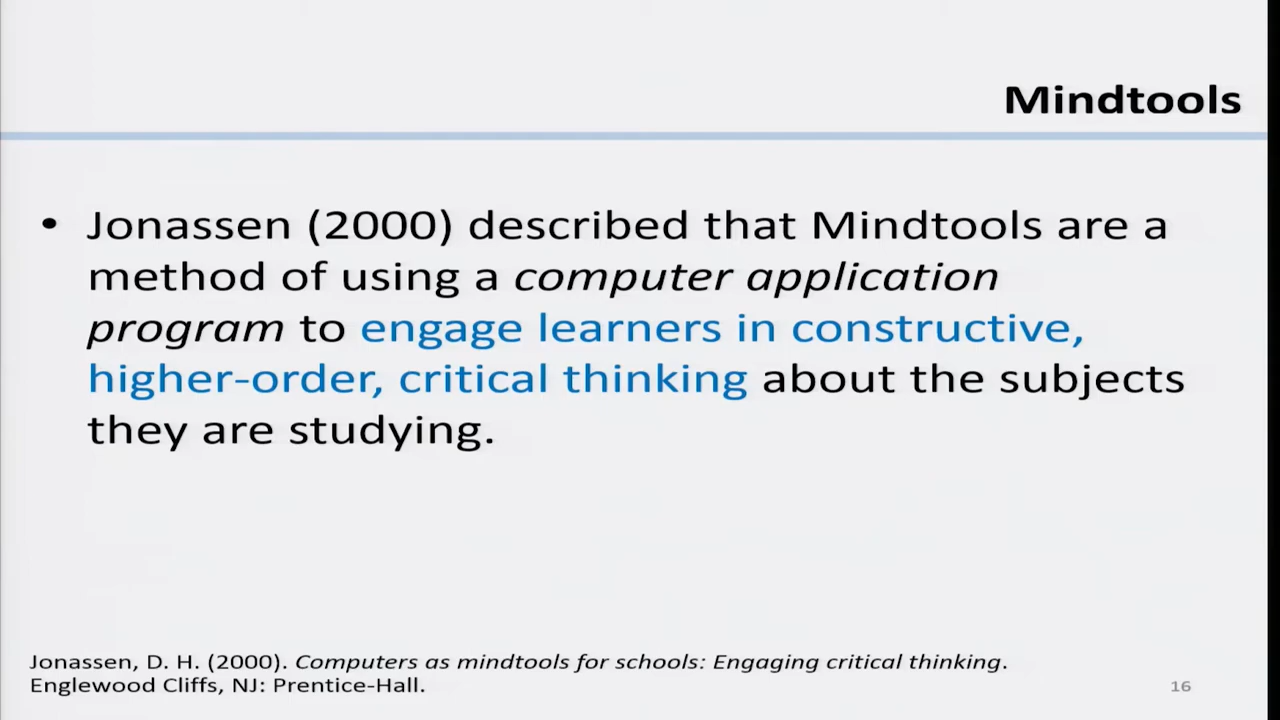 Mindtools
• Jonassen (2000) described that Mindtools are a
method of using a computer application
program to engage learners in constructive,
higher-order, critical thinking about the subjects
they are studying.
Jonassen, D. H. (2000). Computers as mindtools for schools: Engaging critical thinking.
Englewood Cliffs, NJ: Prentice-Hall.
16